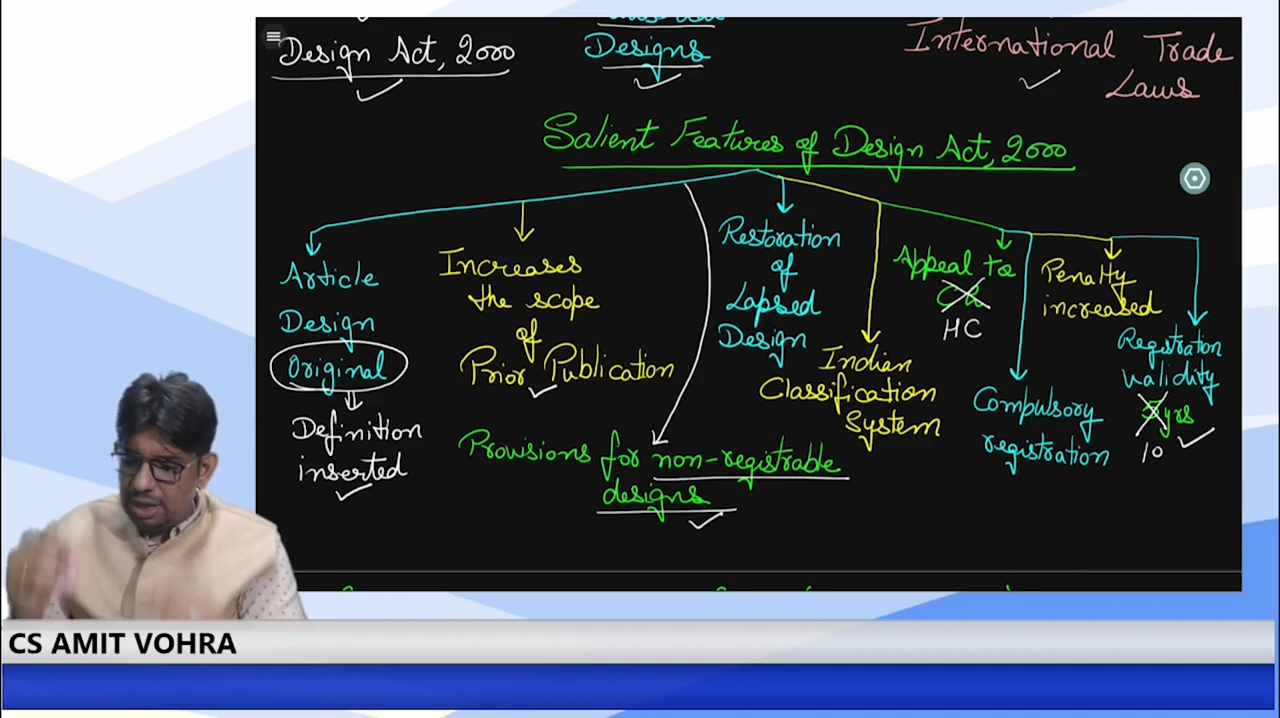 Design Act, 2000
Designs
International Trade
Laws
Salient Features of Design Act, 2000
Article
Design
Original
Definition
inserted
Increases
the scope
of
Prior Publication
Provisions for non-registrable
designs
Restoration
of
Lapsed
Design
Indian
Classification
System
Appeal to
HC
Compulsory
registration
Penalty
increased
Registration
validity
5yrs
10
CS AMIT VOHRA